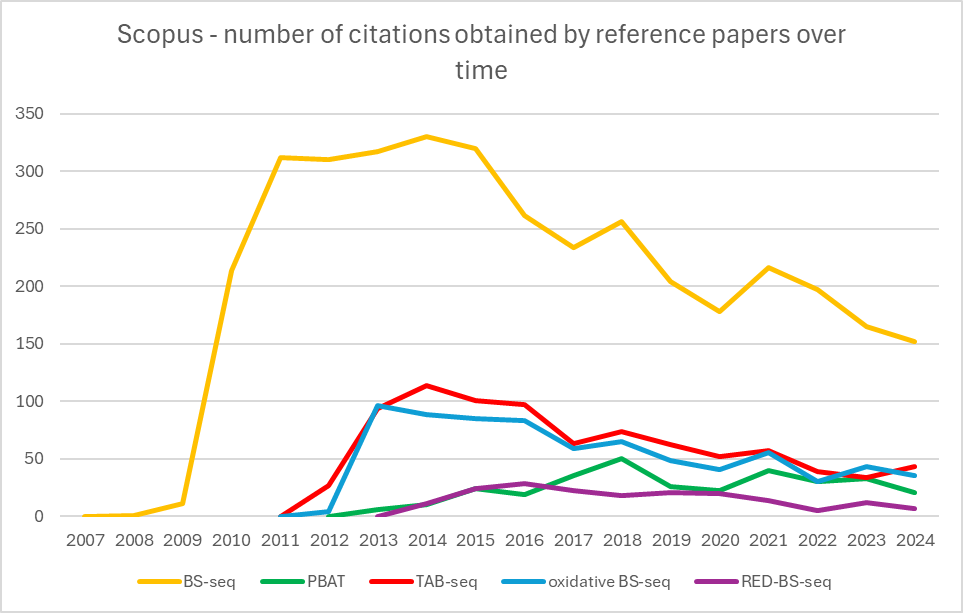 Scopus - number of citations obtained by reference papers over
time
350
300
250
200
150
100
50
0
2007 2008 2009 2010 2011 2012 2013 2014 2015 2016 2017 2018 2019 2020 2021 2022 2023 2024
BS-seq PBAT TAB-seq oxidative BS-seq RED-BS-seq